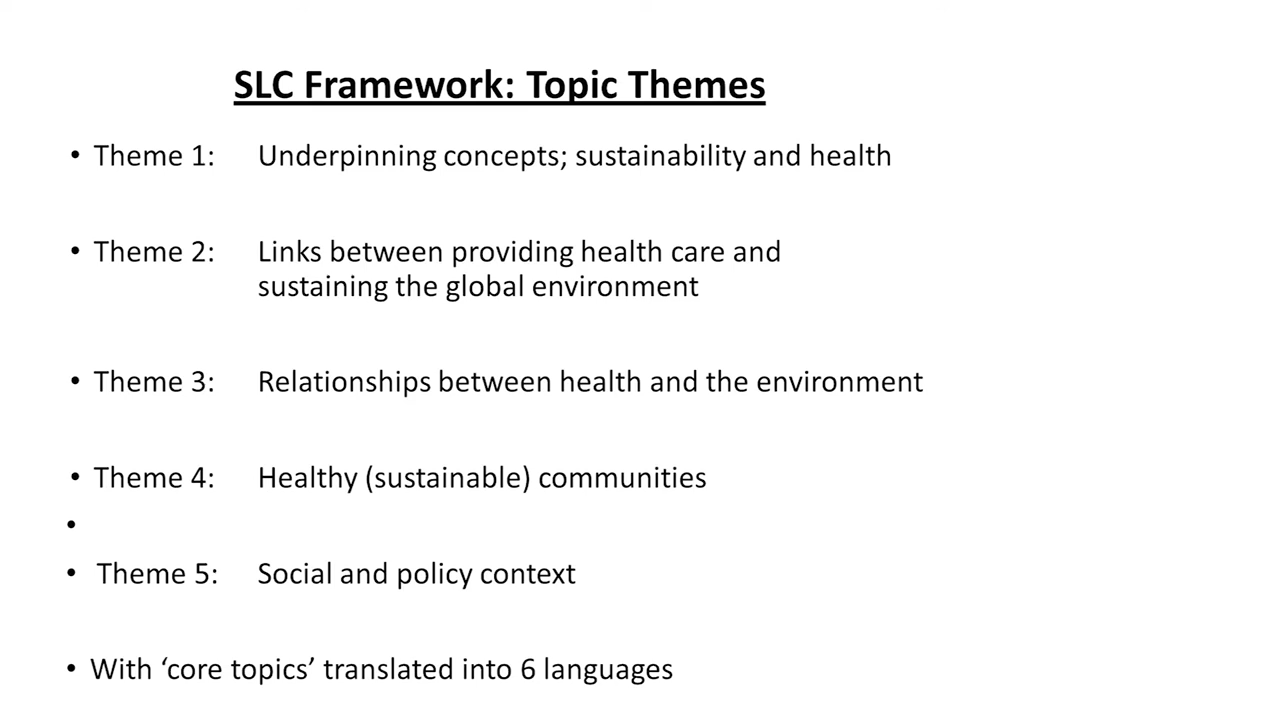 SLC Framework: Topic Themes
• Theme 1: Underpinning concepts; sustainability and health
• Theme 2: Links between providing health care and
sustaining the global environment
• Theme 3: Relationships between health and the environment
• Theme 4: Healthy (sustainable) communities
•
• Theme 5: Social and policy context
• With ‘core topics’ translated into 6 languages